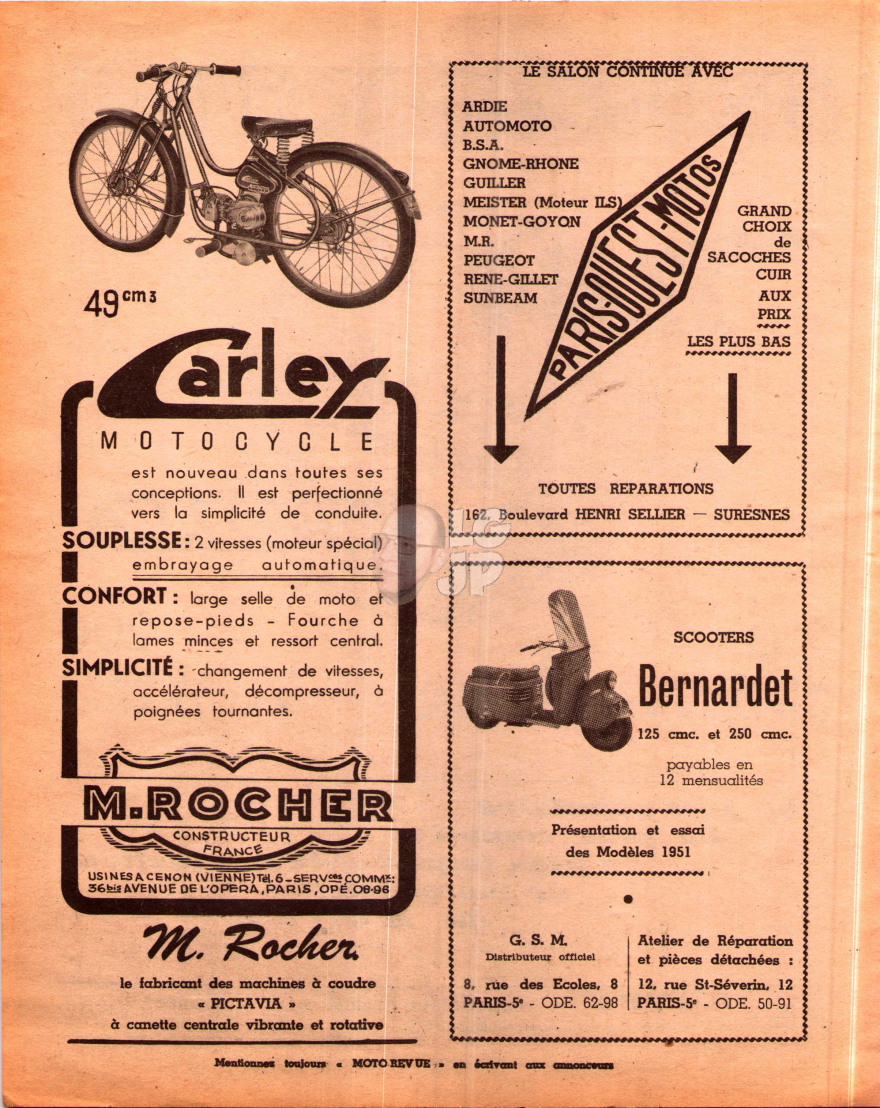 49 cm3
Carley
MOTOCYCLE
est nouveau dans toutes ses
conceptions. Il est perfectionné
vers la simplicité de conduite.
SOUPLESSE : 2 vitesses (moteur spécial)
embrayage automatique.
CONFORT : large selle de moto et
repose-pieds - Fourche à
lames minces et ressort central.
SIMPLICITÉ : changement de vitesses,
accélérateur, décompresseur, à
poignées tournantes.
M. ROCHER
CONSTRUCTEUR
FRANCE
USINES A CENON (VIENNE) Tél. 6 - SERVces COMMx:
36bis AVENUE DE L'OPERA, PARIS, OPÉ. 08-96
M. Rocher
le fabricant des machines à coudre
« PICTAVIA »
à canette centrale vibrante et rotative
LE SALON CONTINUE AVEC
ARDIE
AUTOMOTO
B.S.A.
GNOME-RHONE
GUILLER
MEISTER (Moteur ILS)
MONET-GOYON
M.R.
PEUGEOT
RENE-GILLET
SUNBEAM
PARIS-OUEST-MOTOS
GRAND
CHOIX
de
SACOCHES
CUIR
AUX
PRIX
LES PLUS BAS
TOUTES REPARATIONS
162, Boulevard HENRI SELLIER — SURESNES
LGJP
SCOOTERS
Bernardet
125 cmc. et 250 cmc.
payables en
12 mensualités
Présentation et essai
des Modèles 1951
G. S. M.
Distributeur officiel
8, rue des Ecoles, 8
PARIS-5e - ODE. 62-98
Atelier de Réparation
et pièces détachées :
12, rue St-Séverin, 12
PARIS-5e - ODE. 50-91
Mentionnez toujours « MOTO REVUE » en écrivant aux annonceurs